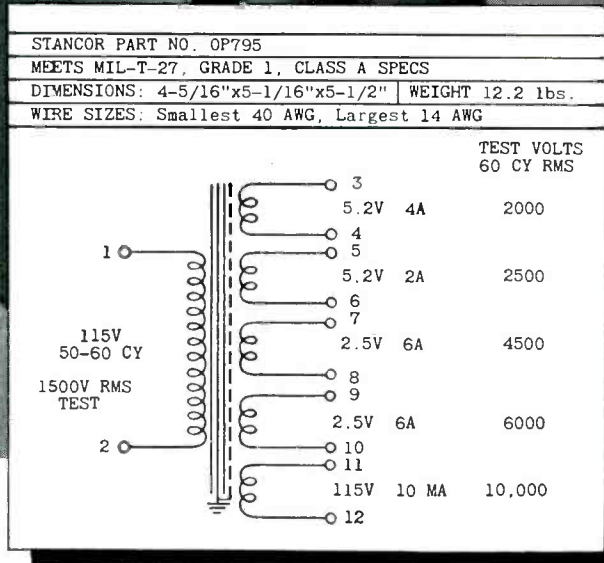 STANCOR PART NO. OP795
MEETS MIL-T-27, GRADE 1, CLASS A SPECS
DIMENSIONS: 4-5/16"x5-1/16"x5-1/2" WEIGHT 12.2 lbs.
WIRE SIZES: Smallest 40 AWG, Largest 14 AWG
TEST VOLTS
60 CY RMS
3
5.2V 4A 2000
4
1 5
5.2V 2A 2500
6
7
115V 2.5V 6A 4500
50-60 CY
8
1500V RMS 9
TEST
2.5V 6A 6000
2 10
11
115V 10 MA 10,000
12